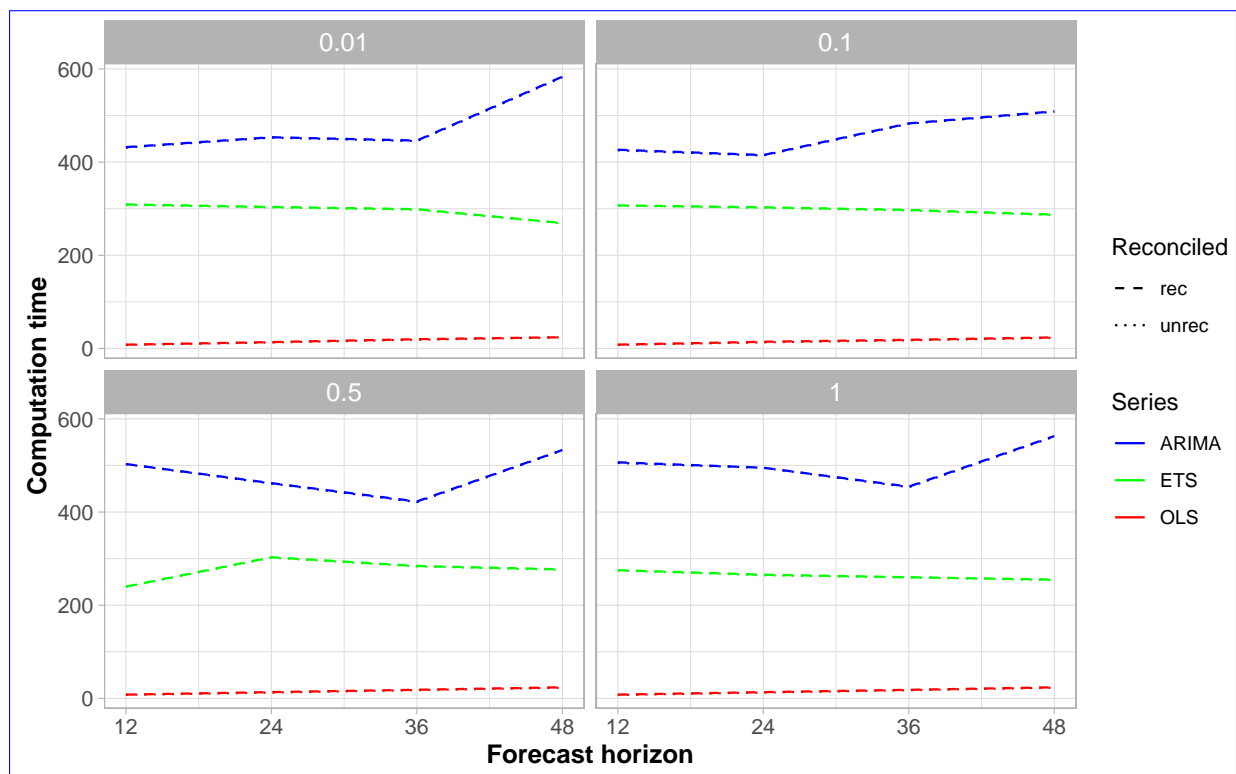 0.01
0.1
600
400
200
0
0.5
1
600
400
200
0
12
24
36
48
12
24
36
48
Forecast horizon
Computation time
Reconciled
rec
unrec
Series
ARIMA
ETS
OLS